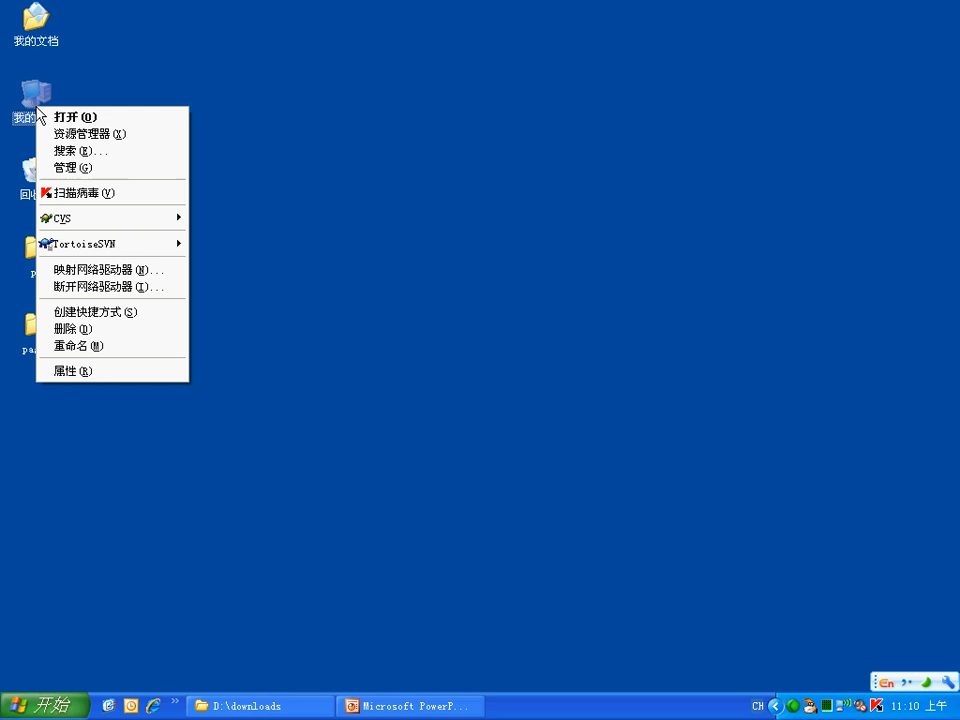 我的文档
我的
打开(O)
资源管理器(X)
搜索(E)...
管理(G)
扫描病毒(V)
CVS
TortoiseSVN
映射网络驱动器(N)...
断开网络驱动器(I)...
创建快捷方式(S)
删除(D)
重命名(M)
属性(R)
回收
p
pa
En
开始
D:\downloads
Microsoft PowerP...
CH
11:10 上午